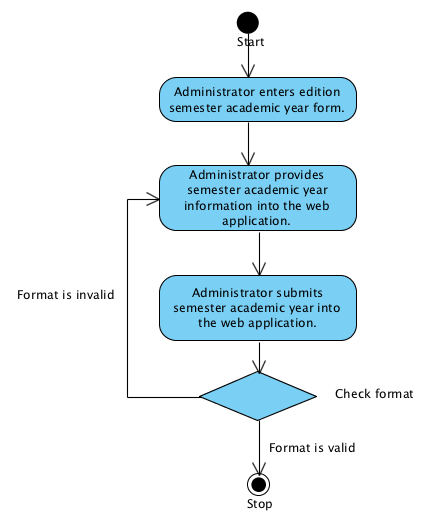 Start
Administrator enters edition
semester academic year form.
Administrator provides
semester academic year
information into the web
application.
Format is invalid
Administrator submits
semester academic year into
the web application.
Check format
Format is valid
Stop